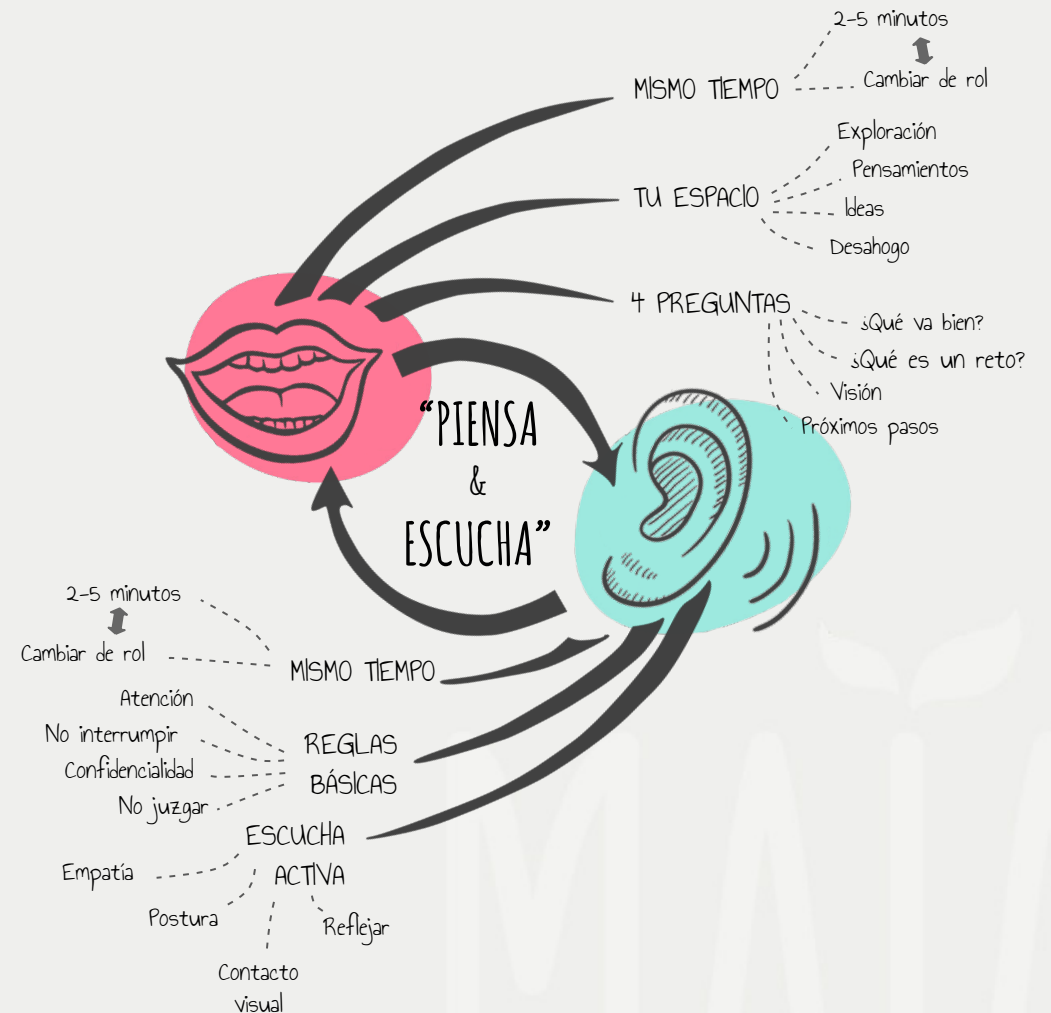 2-5 minutos
MISMO TIEMPO
Cambiar de rol
Exploración
Pensamientos
TU ESPACIO
Ideas
Desahogo
4 PREGUNTAS
¿Qué va bien?
¿Qué es un reto?
Visión
Próximos pasos
“PIENSA
&
ESCUCHA”
2-5 minutos
Cambiar de rol
MISMO TIEMPO
Atención
No interrumpir
Confidencialidad
No juzgar
REGLAS
BÁSICAS
ESCUCHA
ACTIVA
Empatía
Postura
Reflejar
Contacto
visual
MAIA